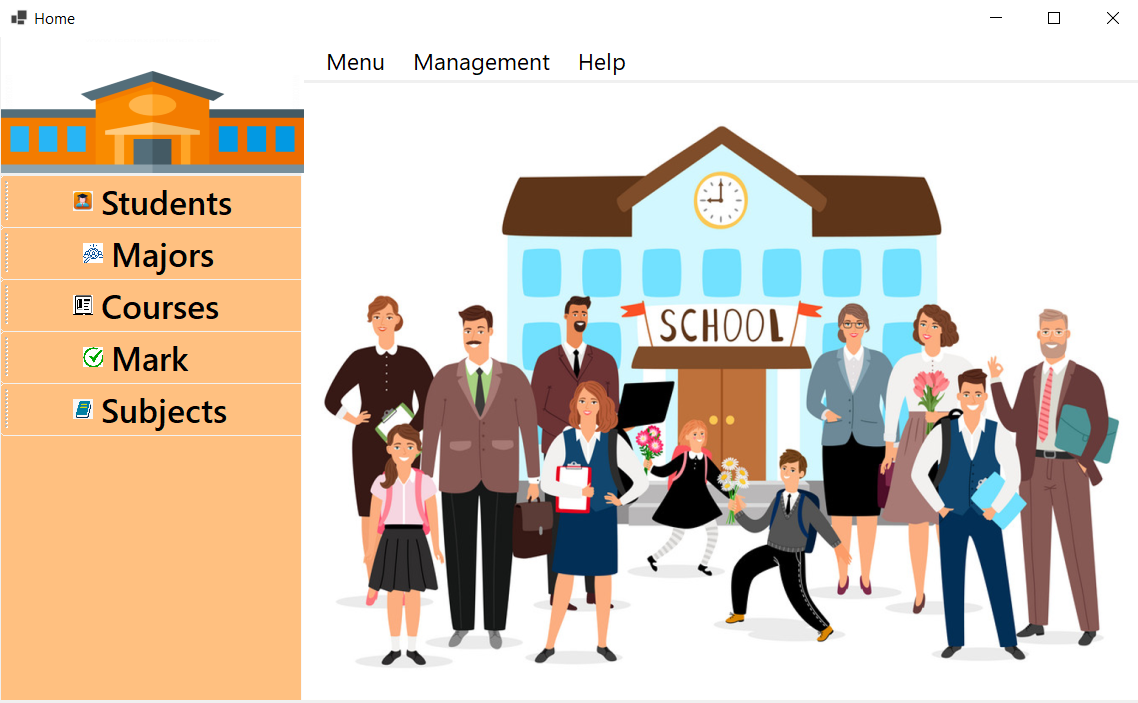 Home
Menu Management Help
Students
Majors
Courses
Mark
Subjects
SCHOOL